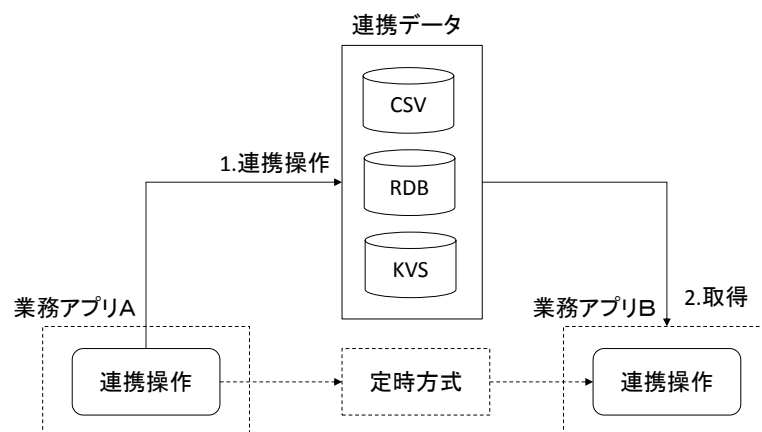 連携データ
CSV
1.連携操作
RDB
KVS
業務アプリA
業務アプリB
2.取得
連携操作
定時方式
連携操作